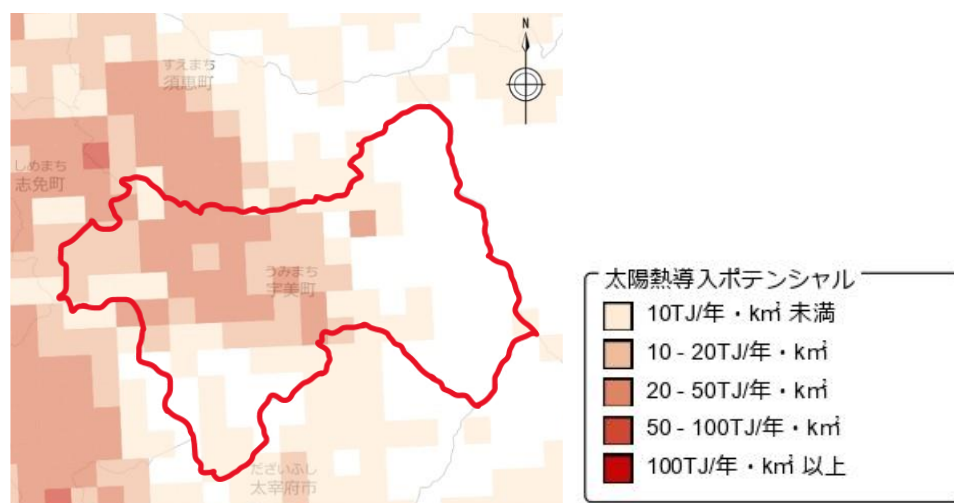 N
すえまち
須恵町
しめまち
志免町
うみまち
宇美町
だざいふし
太宰府市
太陽熱導入ポテンシャル
10TJ/年・k㎡ 未満
10 - 20TJ/年・k㎡
20 - 50TJ/年・k㎡
50 - 100TJ/年・k㎡
100TJ/年・k㎡ 以上